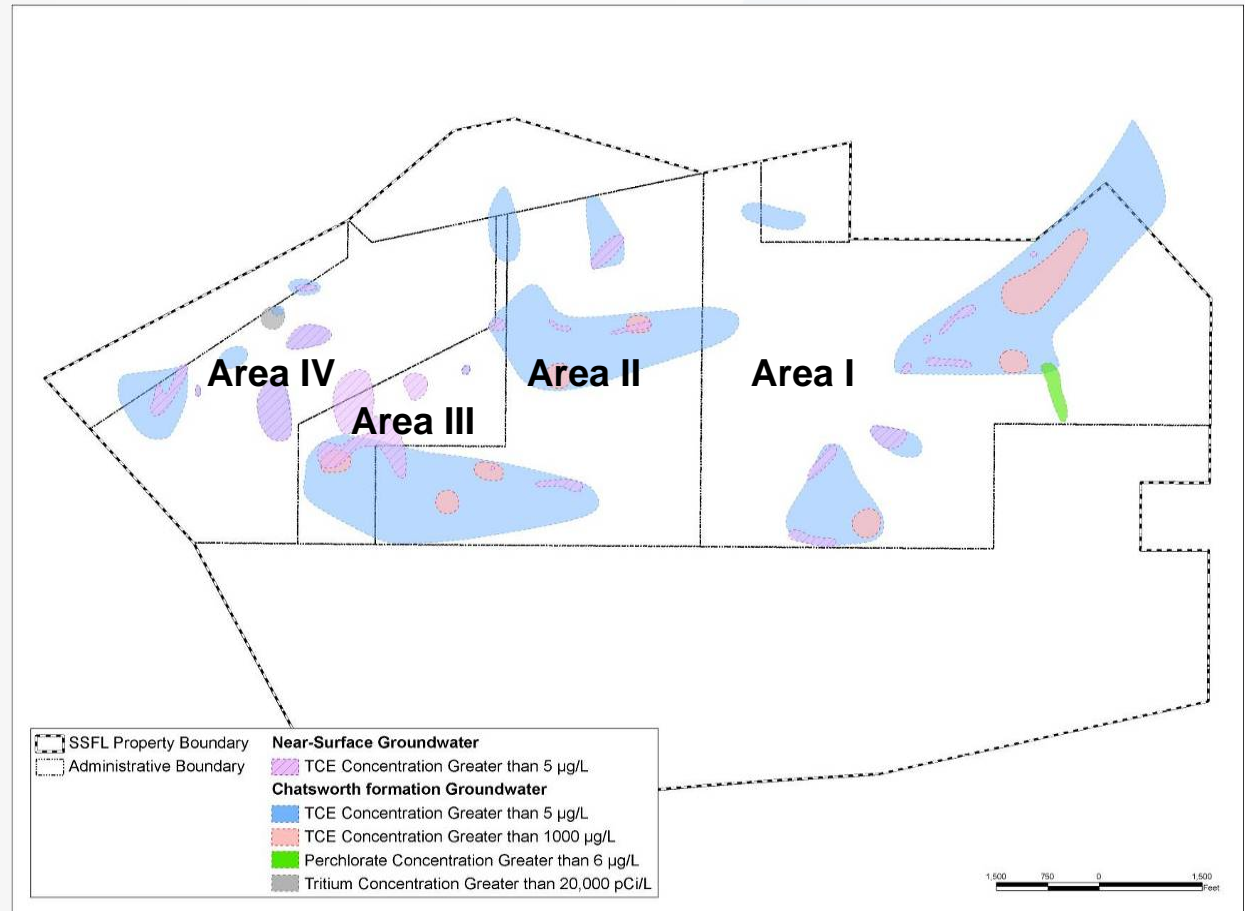 Area IV
Area II
Area I
Area III
SSFL Property Boundary
Administrative Boundary
Near-Surface Groundwater
TCE Concentration Greater than 5 µg/L
Chatsworth formation Groundwater
TCE Concentration Greater than 5 µg/L
TCE Concentration Greater than 1000 µg/L
Perchlorate Concentration Greater than 6 µg/L
Tritium Concentration Greater than 20,000 pCi/L
1,500 750 0 1,500
Feet